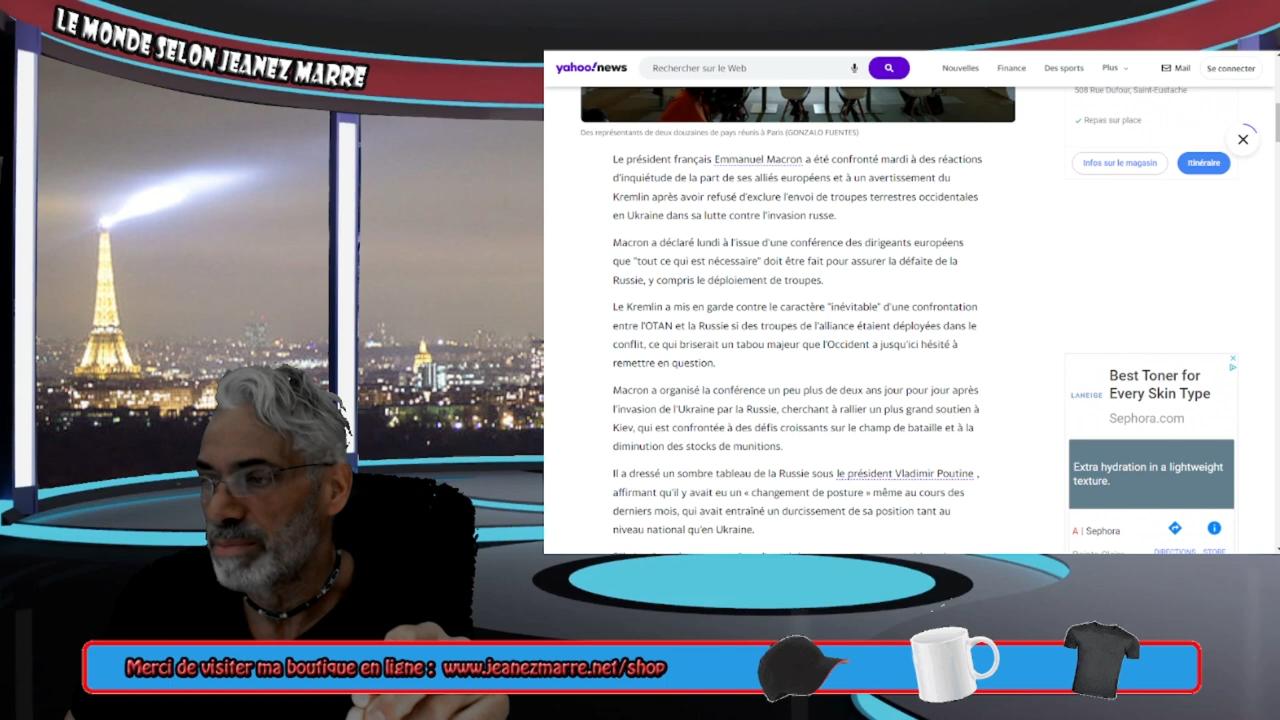 LE MONDE SELON JEANEZ MARRE
yahoo!news
Rechercher sur le Web
Nouvelles
Finance
Des sports
Plus
Mail
Se connecter
508 Rue Dufour, Saint-Eustache
Repas sur place
Infos sur le magasin
Itinéraire
Des représentants de deux douzaines de pays réunis à Paris (GONZALO FUENTES)
Le président français Emmanuel Macron a été confronté mardi à des réactions
d'inquiétude de la part de ses alliés européens et à un avertissement du
Kremlin après avoir refusé d'exclure l'envoi de troupes terrestres occidentales
en Ukraine dans sa lutte contre l'invasion russe.
Macron a déclaré lundi à l'issue d'une conférence des dirigeants européens
que "tout ce qui est nécessaire" doit être fait pour assurer la défaite de la
Russie, y compris le déploiement de troupes.
Le Kremlin a mis en garde contre le caractère "inévitable" d'une confrontation
entre l'OTAN et la Russie si des troupes de l'alliance étaient déployées dans le
conflit, ce qui briserait un tabou majeur que l'Occident a jusqu'ici hésité à
remettre en question.
Macron a organisé la conférence un peu plus de deux ans jour pour jour après
l'invasion de l'Ukraine par la Russie, cherchant à rallier un plus grand soutien à
Kiev, qui est confrontée à des défis croissants sur le champ de bataille et à la
diminution des stocks de munitions.
Il a dressé un sombre tableau de la Russie sous le président Vladimir Poutine ,
affirmant qu'il y avait eu un « changement de posture » même au cours des
derniers mois, qui avait entraîné un durcissement de sa position tant au
niveau national qu'en Ukraine.
Best Toner for
LANEIGE
Every Skin Type
Sephora.com
Extra hydration in a lightweight
texture.
A | Sephora
DIRECTIONS
STORE
Merci de visiter ma boutique en ligne : www.jeanezmarre.net/shop